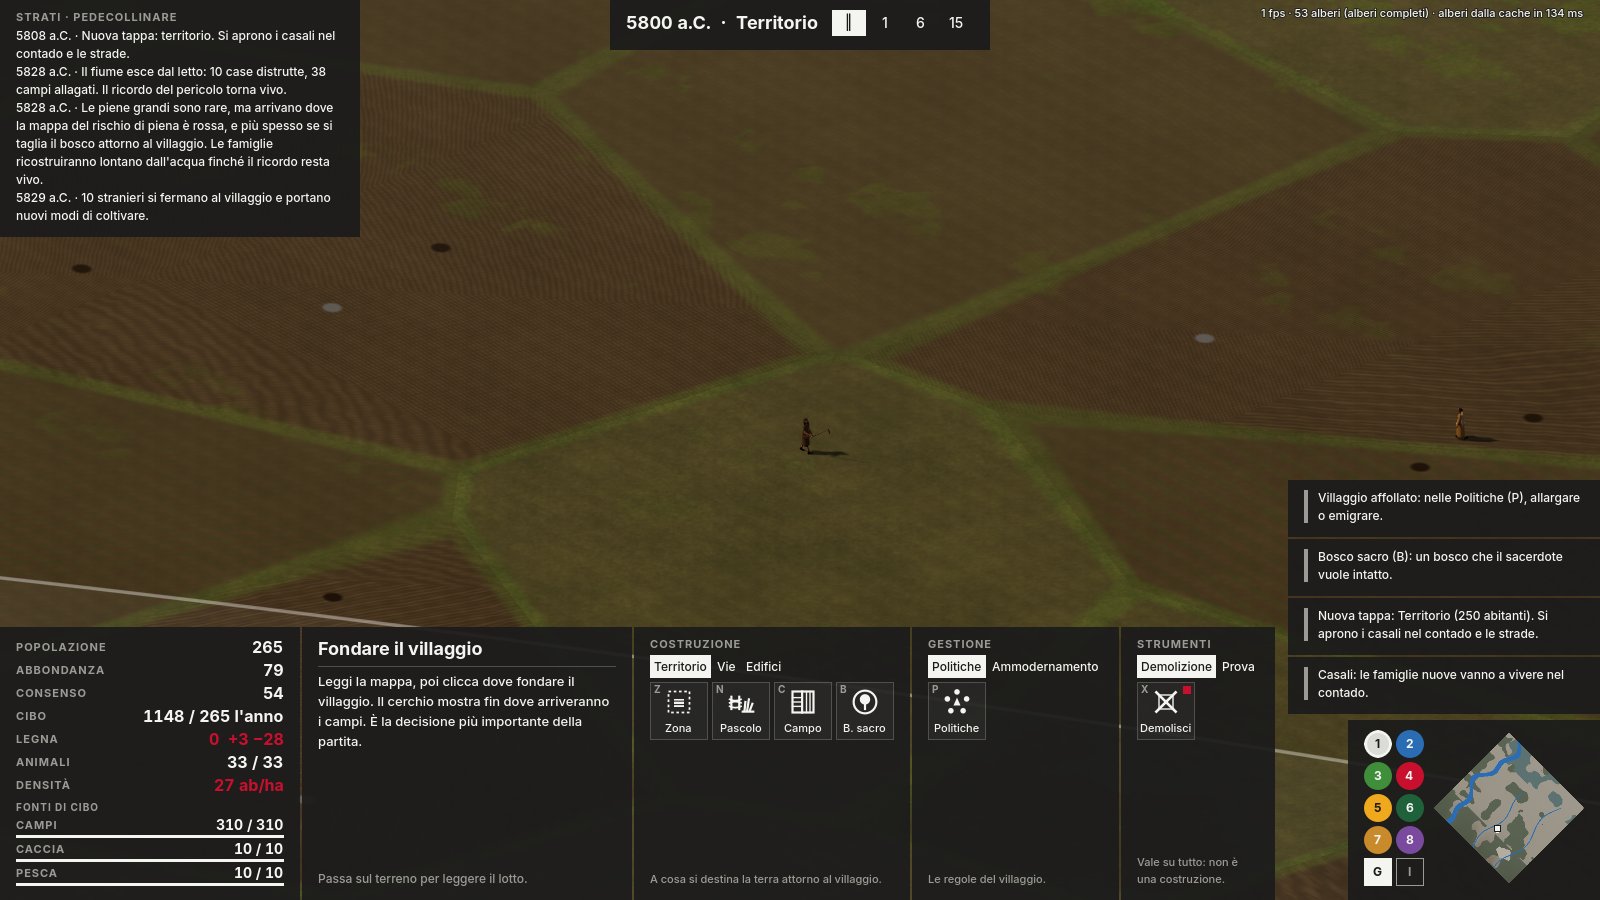 STRATI · PEDECOLLINARE
5808 a.C. · Nuova tappa: territorio. Si aprono i casali nel
contado e le strade.
5828 a.C. · Il fiume esce dal letto: 10 case distrutte, 38
campi allagati. Il ricordo del pericolo torna vivo.
5828 a.C. · Le piene grandi sono rare, ma arrivano dove
la mappa del rischio di piena è rossa, e più spesso se si
taglia il bosco attorno al villaggio. Le famiglie
ricostruiranno lontano dall'acqua finché il ricordo resta
vivo.
5829 a.C. · 10 stranieri si fermano al villaggio e portano
nuovi modi di coltivare.
5800 a.C. · Territorio 1 6 15
1 fps · 53 alberi (alberi completi) · alberi dalla cache in 134 ms
Villaggio affollato: nelle Politiche (P), allargare
o emigrare.
Bosco sacro (B): un bosco che il sacerdote
vuole intatto.
Nuova tappa: Territorio (250 abitanti). Si
aprono i casali nel contado e le strade.
Casali: le famiglie nuove vanno a vivere nel
contado.
POPOLAZIONE 265
ABBONDANZA 79
CONSENSO 54
CIBO 1148 / 265 l'anno
LEGNA 0 +3 −28
ANIMALI 33 / 33
DENSITÀ 27 ab/ha
FONTI DI CIBO
CAMPI 310 / 310
CACCIA 10 / 10
PESCA 10 / 10
Fondare il villaggio
Leggi la mappa, poi clicca dove fondare il
villaggio. Il cerchio mostra fin dove arriveranno
i campi. È la decisione più importante della
partita.
Passa sul terreno per leggere il lotto.
COSTRUZIONE
Territorio Vie Edifici
Z N C B
Zona Pascolo Campo B. sacro
A cosa si destina la terra attorno al villaggio.
GESTIONE
Politiche Ammodernamento
P
Politiche
Le regole del villaggio.
STRUMENTI
Demolizione Prova
X
Demolisci
Vale su tutto: non è
una costruzione.
1 2
3 4
5 6
7 8
G I